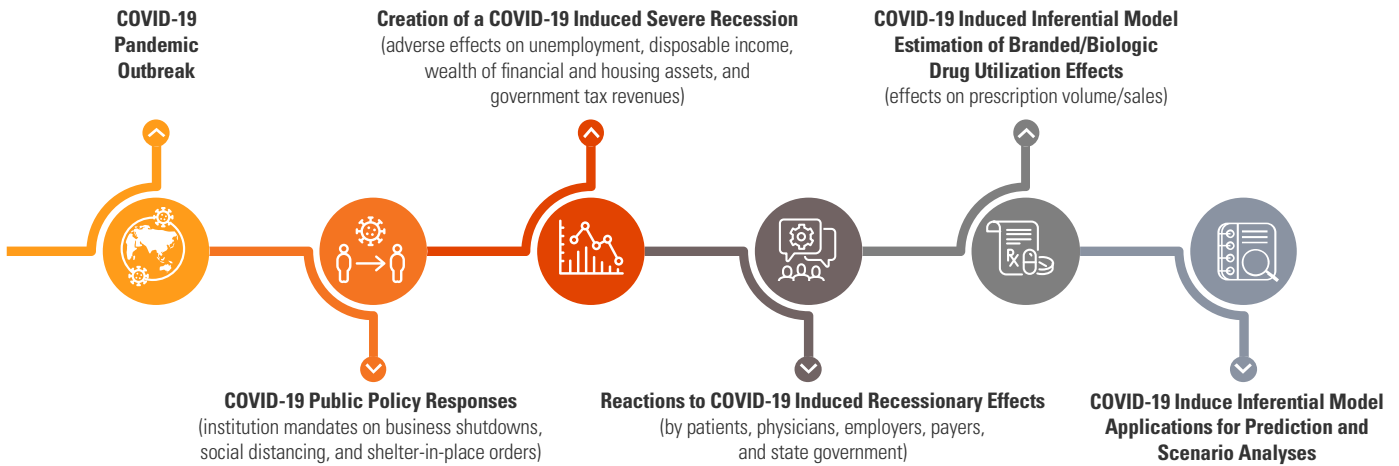 COVID-19
Pandemic
Outbreak
COVID-19 Public Policy Responses
(institution mandates on business shutdowns,
social distancing, and shelter-in-place orders)
Creation of a COVID-19 Induced Severe Recession
(adverse effects on unemployment, disposable income,
wealth of financial and housing assets, and
government tax revenues)
Reactions to COVID-19 Induced Recessionary Effects
(by patients, physicians, employers, payers,
and state government)
COVID-19 Induced Inferential Model
Estimation of Branded/Biologic
Drug Utilization Effects
(effects on prescription volume/sales)
Rx
COVID-19 Induce Inferential Model
Applications for Prediction and
Scenario Analyses